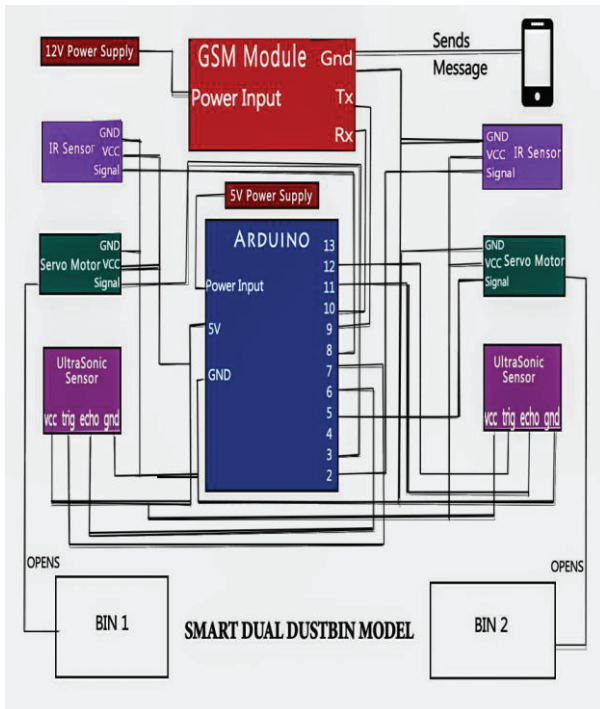 12V Power Supply
GSM Module
Gnd
Power Input
Tx
Rx
Sends
Message
IR Sensor
GND
VCC
Signal
GND
VCC
Signal
IR Sensor
5V Power Supply
Servo Motor
GND
VCC
Signal
ARDUINO
Power Input
5V
GND
13
12
11
10
9
8
7
6
5
4
3
2
GND
VCC
Signal
Servo Motor
UltraSonic
Sensor
vcc trig echo gnd
UltraSonic
Sensor
vcc trig echo gnd
OPENS
OPENS
BIN 1
SMART DUAL DUSTBIN MODEL
BIN 2